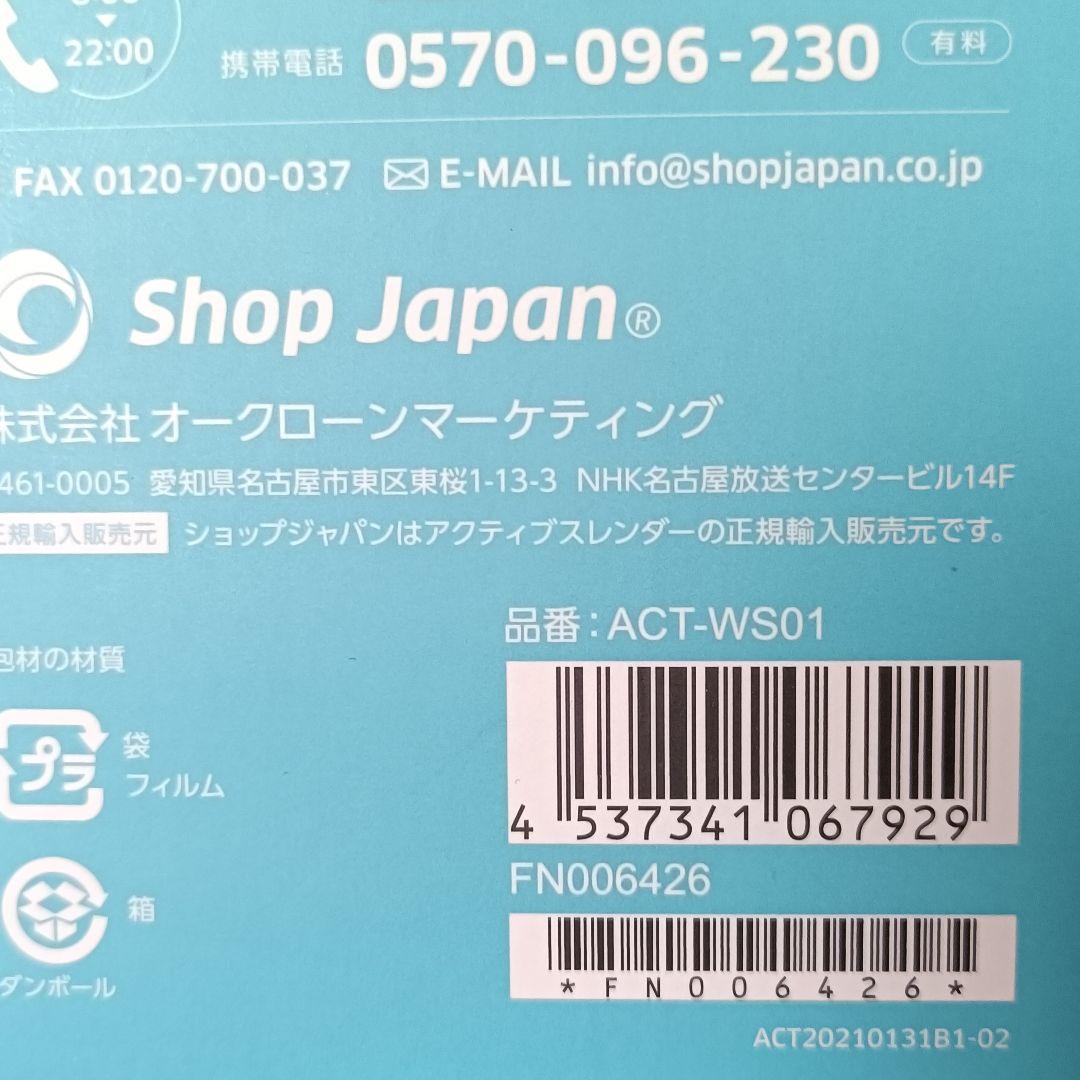 22:00
携帯電話 0570-096-230 有料
FAX 0120-700-037 E-MAIL info@shopjapan.co.jp
Shop Japan®
株式会社 オークローンマーケティング
461-0005 愛知県名古屋市東区東桜1-13-3 NHK名古屋放送センタービル14F
正規輸入販売元 ショップジャパンはアクティブスレンダーの正規輸入販売元です。
品番：ACT-WS01
包材の材質
プラ
袋
フィルム
4 537341 067929
FN006426
箱
ダンボール
*FN006426*
ACT20210131B1-02